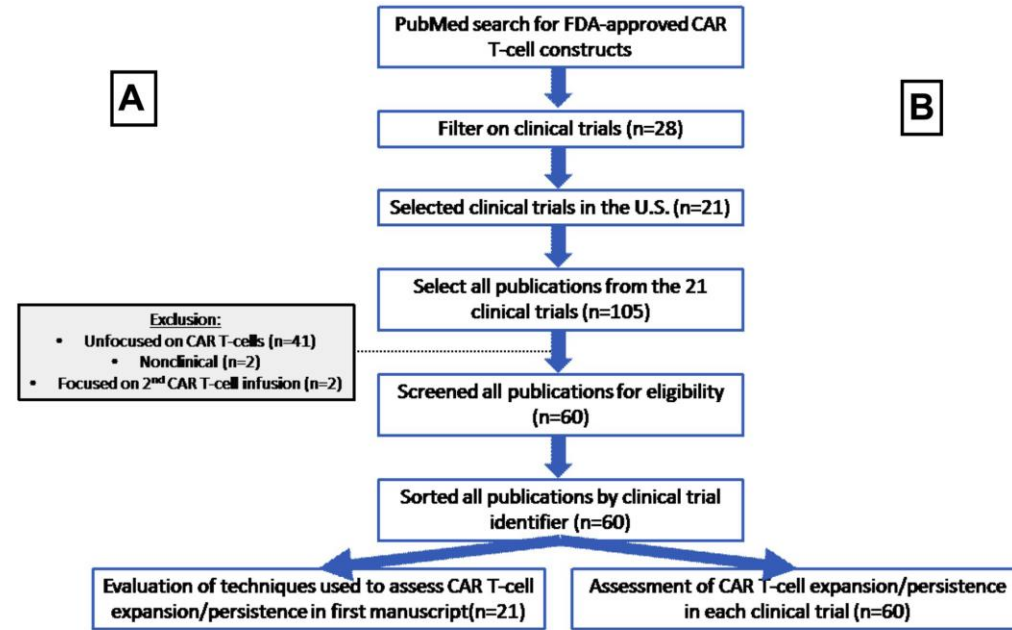 PubMed search for FDA-approved CAR
T-cell constructs
A
B
Filter on clinical trials (n=28)
Selected clinical trials in the U.S. (n=21)
Select all publications from the 21
clinical trials (n=105)
Exclusion:
• Unfocused on CAR T-cells (n=41)
• Nonclinical (n=2)
• Focused on 2nd CAR T-cell infusion (n=2)
Screened all publications for eligibility
(n=60)
Sorted all publications by clinical trial
identifier (n=60)
Evaluation of techniques used to assess CAR T-cell
expansion/persistence in first manuscript(n=21)
Assessment of CAR T-cell expansion/persistence
in each clinical trial (n=60)